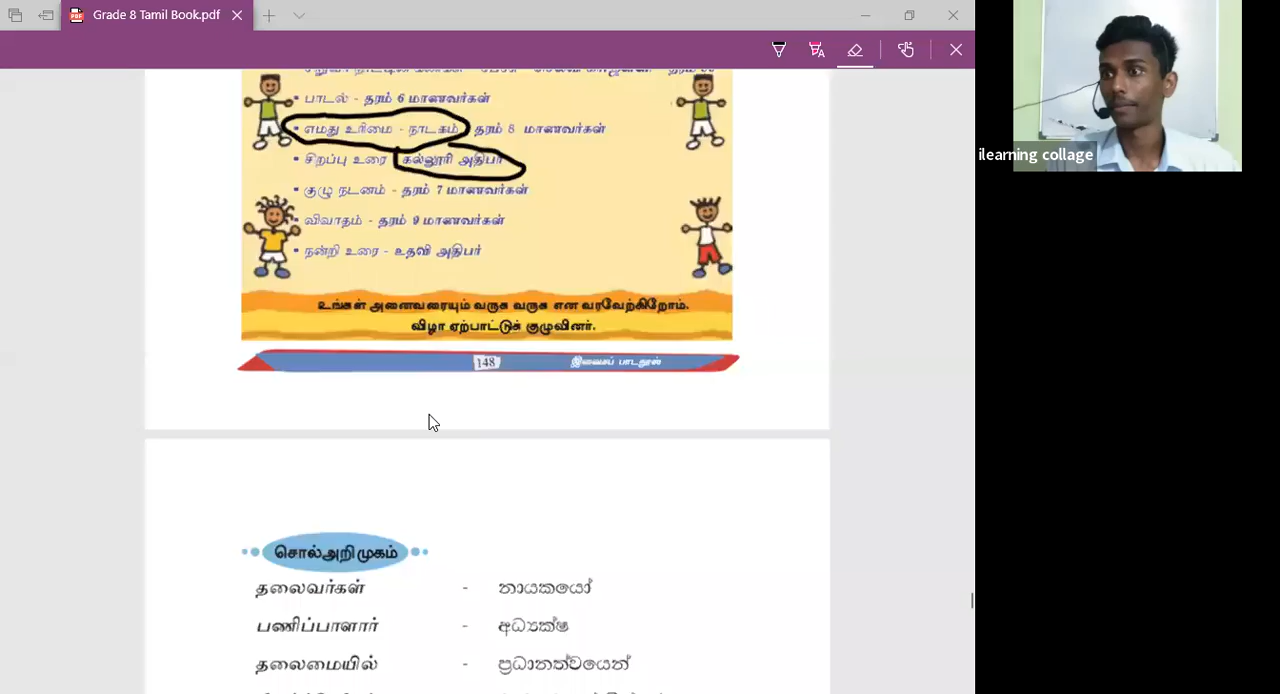 Grade 8 Tamil Book.pdf
ilearning collage
• பாடல் - தரம் 6 மாணவர்கள்
• எமது உரிமை - நாடகம் தரம் 8 மாணவர்கள்
• சிறப்பு உரை கல்லூரி அதிபர்
• குழு நடனம் - தரம் 7 மாணவர்கள்
• விவாதம் - தரம் 9 மாணவர்கள்
• நன்றி உரை - உதவி அதிபர்
உங்கள் அனைவரையும் வருக வருக என வரவேற்கிறோம்.
விழா ஏற்பாட்டுக் குழுவினர்.
148 இலவசப் பாடநூல்
சொல் அறிமுகம்
தலைவர்கள் - නායකයෝ
பணிப்பாளர் - අධ්‍යක්ෂ
தலைமையில் - ප්‍රධානත්වයෙන්